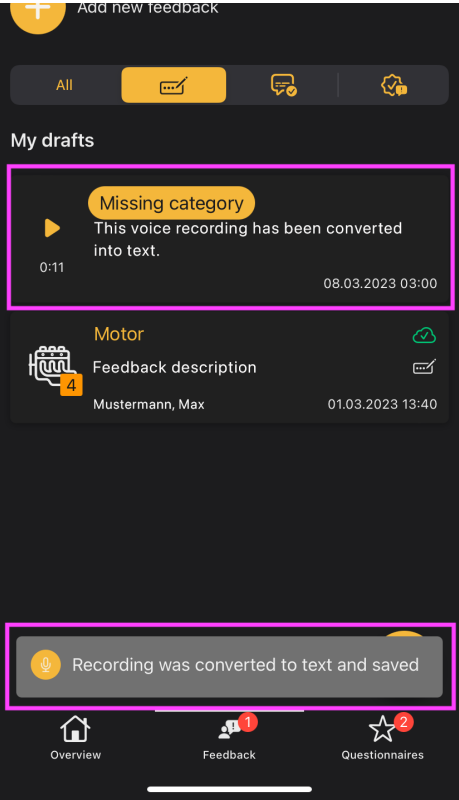 Add new feedback
All
My drafts
Missing category
This voice recording has been converted
into text.
0:11
08.03.2023 03:00
Motor
Feedback description
4
Mustermann, Max
01.03.2023 13:40
Recording was converted to text and saved
1
2
Overview
Feedback
Questionnaires